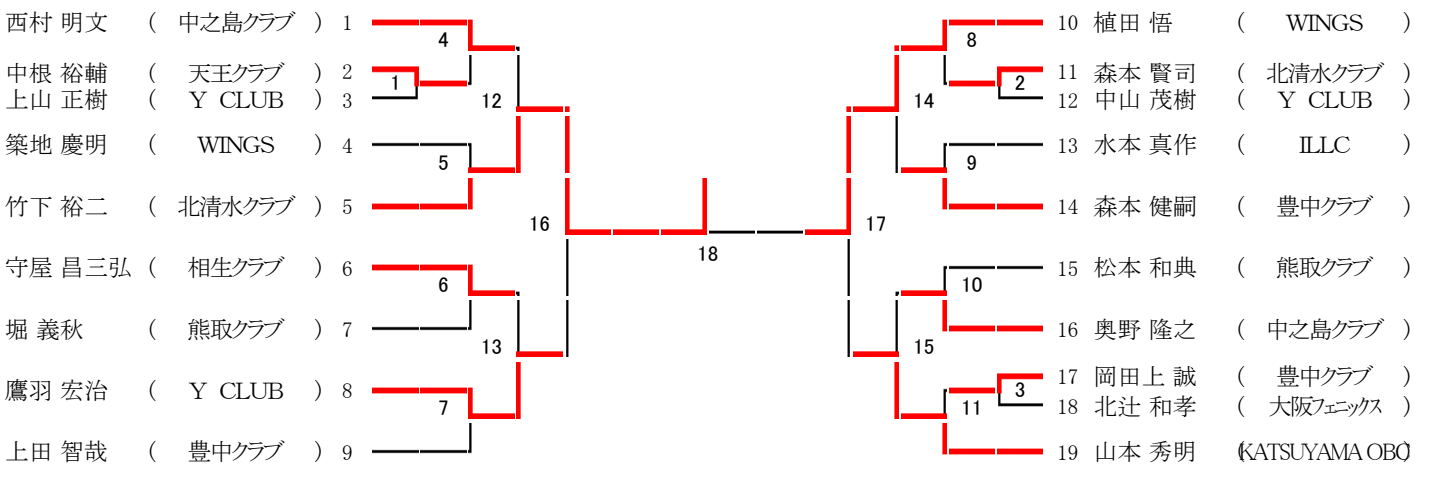 西村 明文 ( 中之島クラブ ) 1
中根 裕輔 ( 天王クラブ ) 2
上山 正樹 ( Y CLUB ) 3
築地 慶明 ( WINGS ) 4
竹下 裕二 ( 北清水クラブ ) 5
守屋 昌三弘 ( 相生クラブ ) 6
堀 義秋 ( 熊取クラブ ) 7
鷹羽 宏治 ( Y CLUB ) 8
上田 智哉 ( 豊中クラブ ) 9
4
1
12
5
16
6
13
7
18
8
2
14
9
17
10
15
3
11
10 植田 悟 ( WINGS )
11 森本 賢司 ( 北清水クラブ )
12 中山 茂樹 ( Y CLUB )
13 水本 真作 ( ILLC )
14 森本 健嗣 ( 豊中クラブ )
15 松本 和典 ( 熊取クラブ )
16 奥野 隆之 ( 中之島クラブ )
17 岡田上 誠 ( 豊中クラブ )
18 北辻 和孝 ( 大阪フェニックス )
19 山本 秀明 (KATSUYAMA OBC)